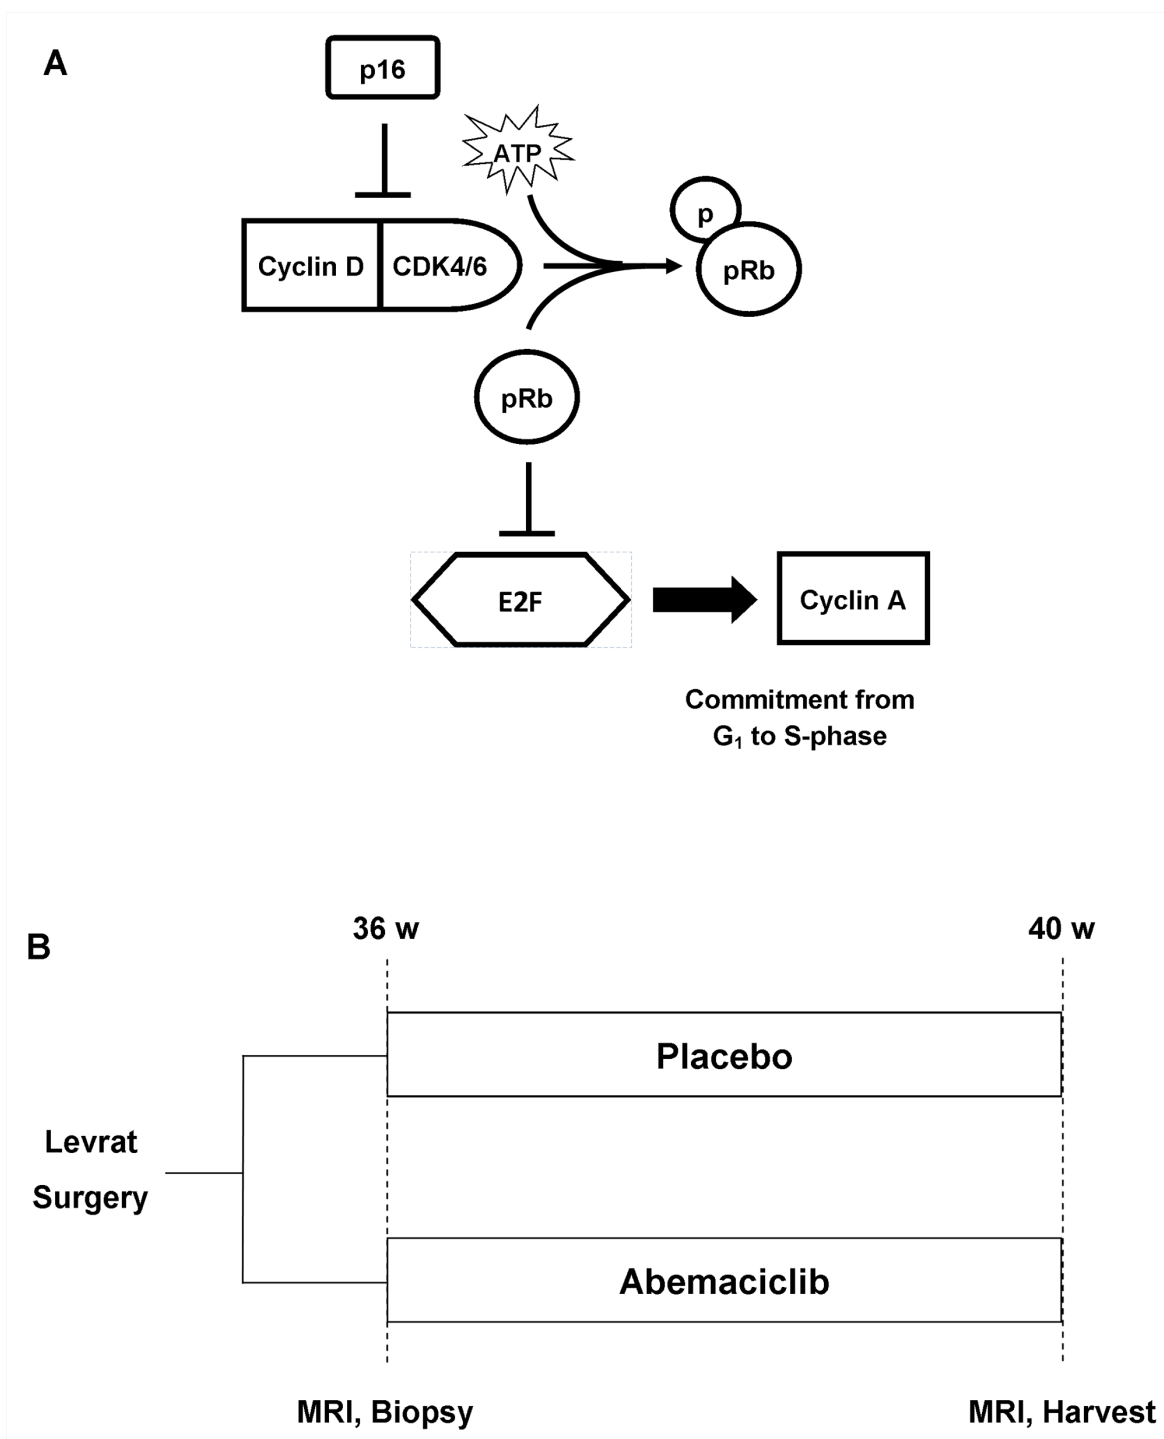 A
p16
ATP
Cyclin D
CDK4/6
p
pRb
pRb
E2F
Cyclin A
Commitment from
G₁ to S-phase
B
36 w
40 w
Placebo
Levrat
Surgery
Abemaciclib
MRI, Biopsy
MRI, Harvest